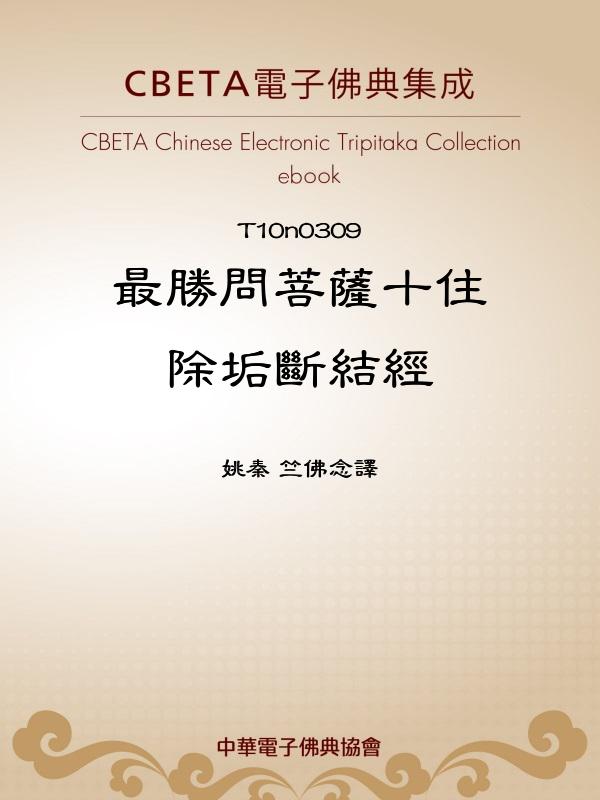 CBETA電子佛典集成
CBETA Chinese Electronic Tripitaka Collection
ebook
T10n0309
最勝問菩薩十住
除垢斷結經
姚秦 竺佛念譯
中華電子佛典協會